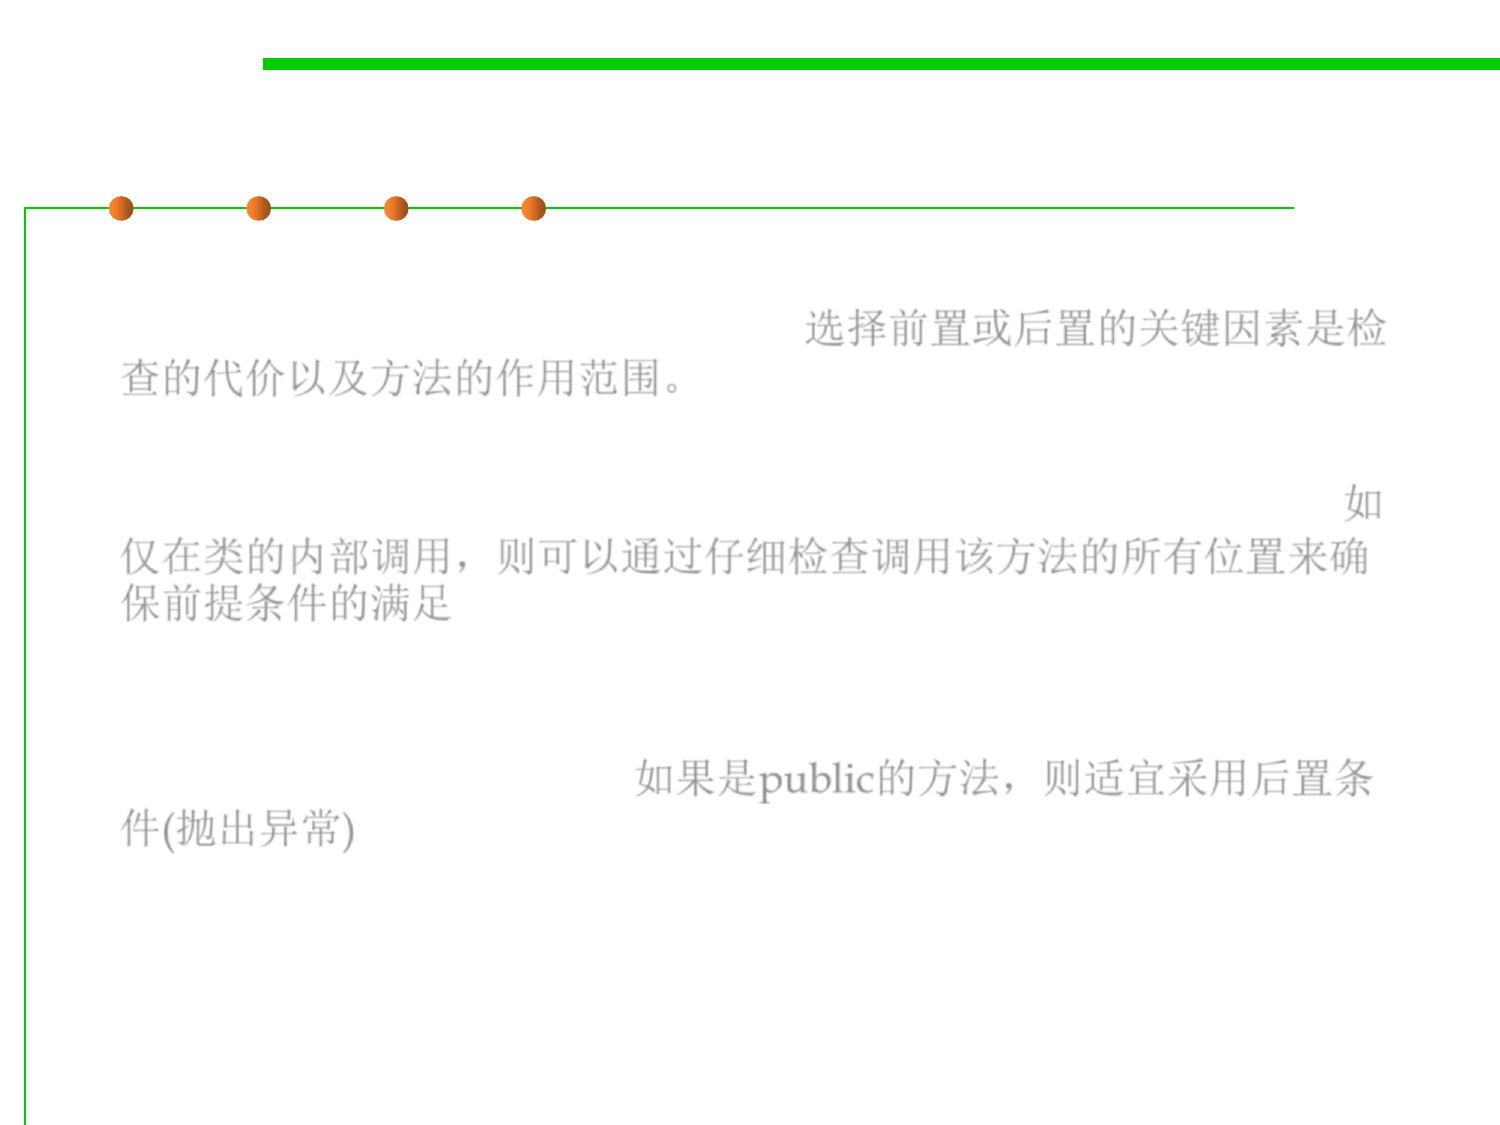 选择前置或后置的关键因素是检
查的代价以及方法的作用范围。
如
仅在类的内部调用，则可以通过仔细检查调用该方法的所有位置来确
保前提条件的满足
如果是public的方法，则适宜采用后置条
件(抛出异常)